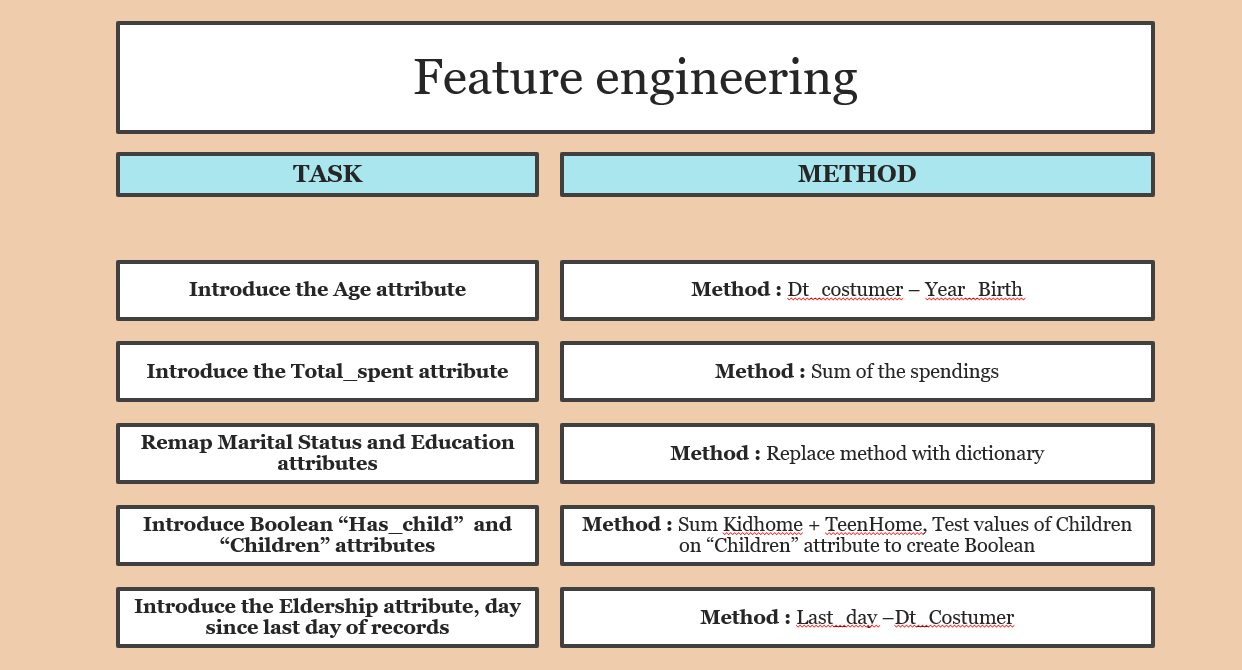 Feature engineering
TASK
METHOD
Introduce the Age attribute
Method : Dt_costumer – Year_Birth
Introduce the Total_spent attribute
Method : Sum of the spendings
Remap Marital Status and Education
attributes
Method : Replace method with dictionary
Introduce Boolean “Has_child”  and
“Children” attributes
Method : Sum Kidhome + TeenHome, Test values of Children
on “Children” attribute to create Boolean
Introduce the Eldership attribute, day
since last day of records
Method : Last_day –Dt_Costumer